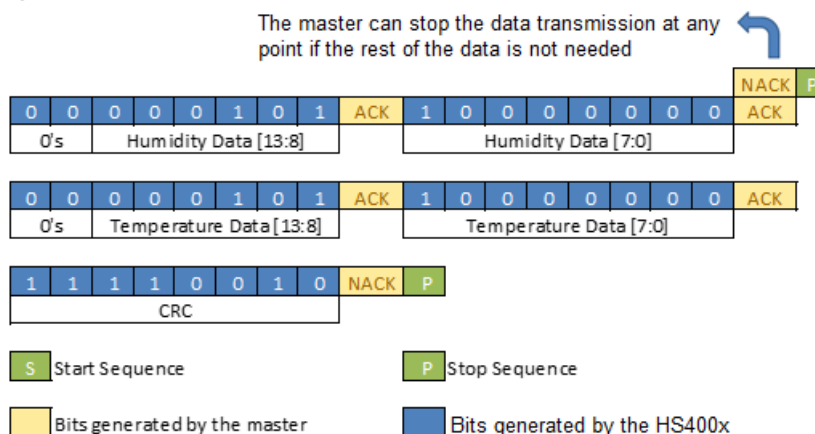 The master can stop the data transmission at any
point if the rest of the data is not needed
NACK P
0 0 0 0 0 1 0 1 ACK 1 0 0 0 0 0 0 0 ACK
0's Humidity Data [13:8] Humidity Data [7:0]
0 0 0 0 0 1 0 1 ACK 1 0 0 0 0 0 0 0 ACK
0's Temperature Data [13:8] Temperature Data [7:0]
1 1 1 1 0 0 1 0 NACK P
CRC
S Start Sequence P Stop Sequence
Bits generated by the master Bits generated by the HS400x